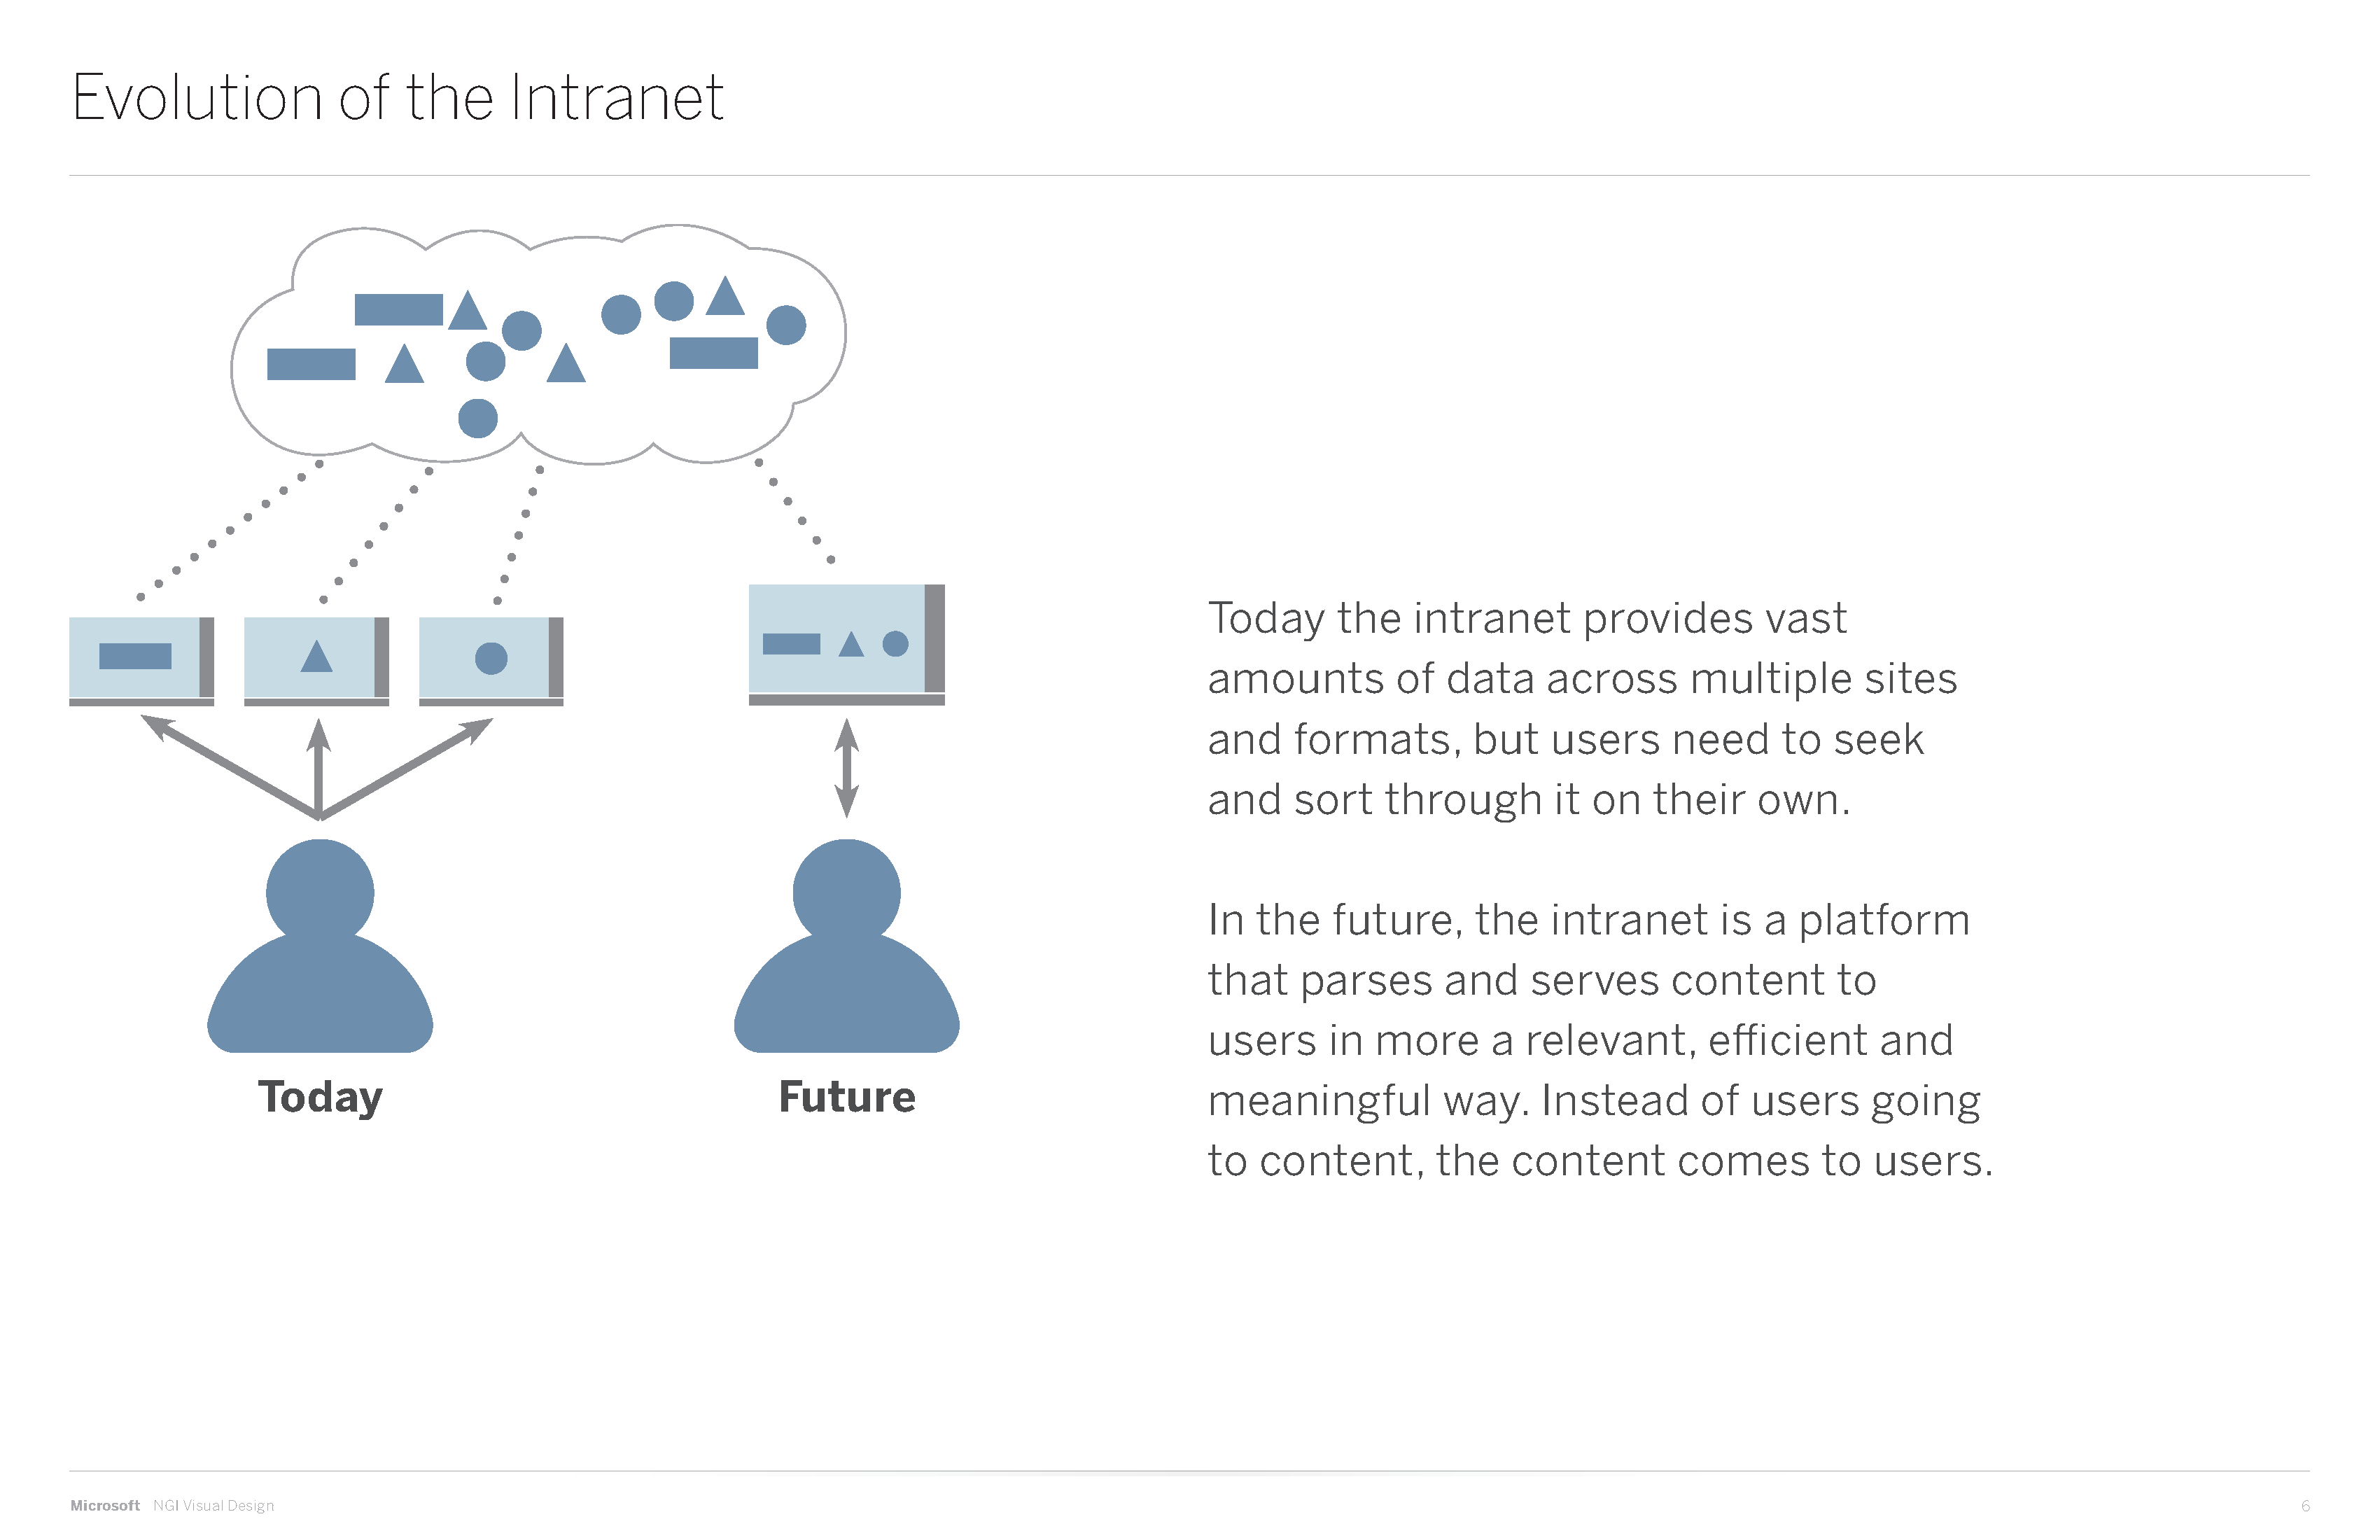 Evolution of the Intranet
Today the intranet provides vast
amounts of data across multiple sites
and formats, but users need to seek
and sort through it on their own.
In the future, the intranet is a platform
that parses and serves content to
users in more a relevant, efficient and
meaningful way. Instead of users going
to content, the content comes to users.
Today
Future
Microsoft NGI Visual Design
6